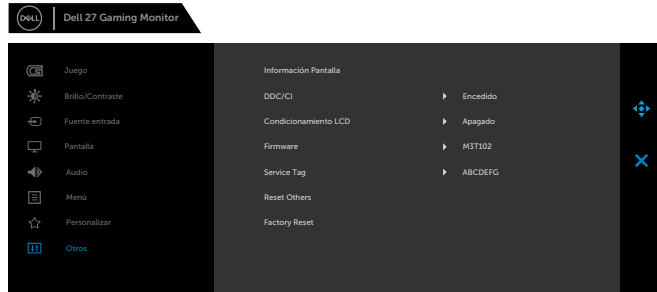 DELL Dell 27 Gaming Monitor
Juego Información Pantalla
Brillo/Contraste DDC/CI Encedido
Fuente entrada Condicionamiento LCD Apagado
Pantalla Firmware M3T102
Audio Service Tag ABCDEFG
Menú Reset Others
Personalizar Factory Reset
Otros